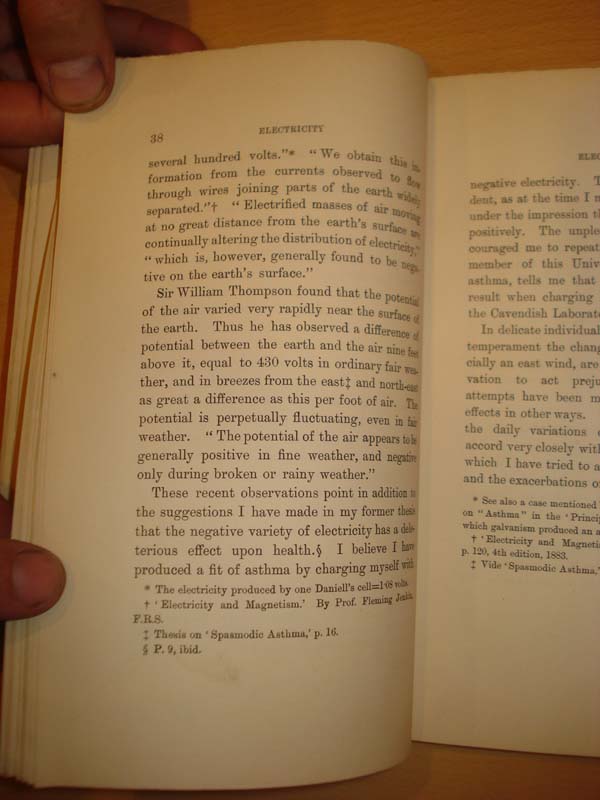 38
ELECTRICITY
several hundred volts."* "We obtain this in-
formation from the currents observed to flow
through wires joining parts of the earth widely
separated."† "Electrified masses of air moving
at no great distance from the earth's surface are
continually altering the distribution of electricity,"
"which is, however, generally found to be nega-
tive on the earth's surface."
Sir William Thompson found that the potential
of the air varied very rapidly near the surface of
the earth. Thus he has observed a difference of
potential between the earth and the air nine feet
above it, equal to 430 volts in ordinary fair wea-
ther, and in breezes from the east‡ and north-east
as great a difference as this per foot of air. The
potential is perpetually fluctuating, even in fair
weather. "The potential of the air appears to be
generally positive in fine weather, and negative
only during broken or rainy weather."
These recent observations point in addition to
the suggestions I have made in my former thesis
that the negative variety of electricity has a dele-
terious effect upon health.§ I believe I have
produced a fit of asthma by charging myself with
* The electricity produced by one Daniell's cell=1·08 volts.
† 'Electricity and Magnetism.' By Prof. Fleming Jenkin,
F.R.S.
‡ Thesis on 'Spasmodic Asthma,' p. 16.
§ P. 9, ibid.
ELEC
negative electricity. T
dent, as at the time I m
under the impression th
positively. The unple
couraged me to repeat
member of this Univ
asthma, tells me that
result when charging
the Cavendish Laborat
In delicate individual
temperament the chang
cially an east wind, are
vation to act preju
attempts have been m
effects in other ways.
the daily variations o
accord very closely with
which I have tried to a
and the exacerbations of
* See also a case mentioned
on "Asthma" in the 'Princip
which galvanism produced an a
† 'Electricity and Magnetis
p. 120, 4th edition, 1883.
‡ Vide 'Spasmodic Asthma,'